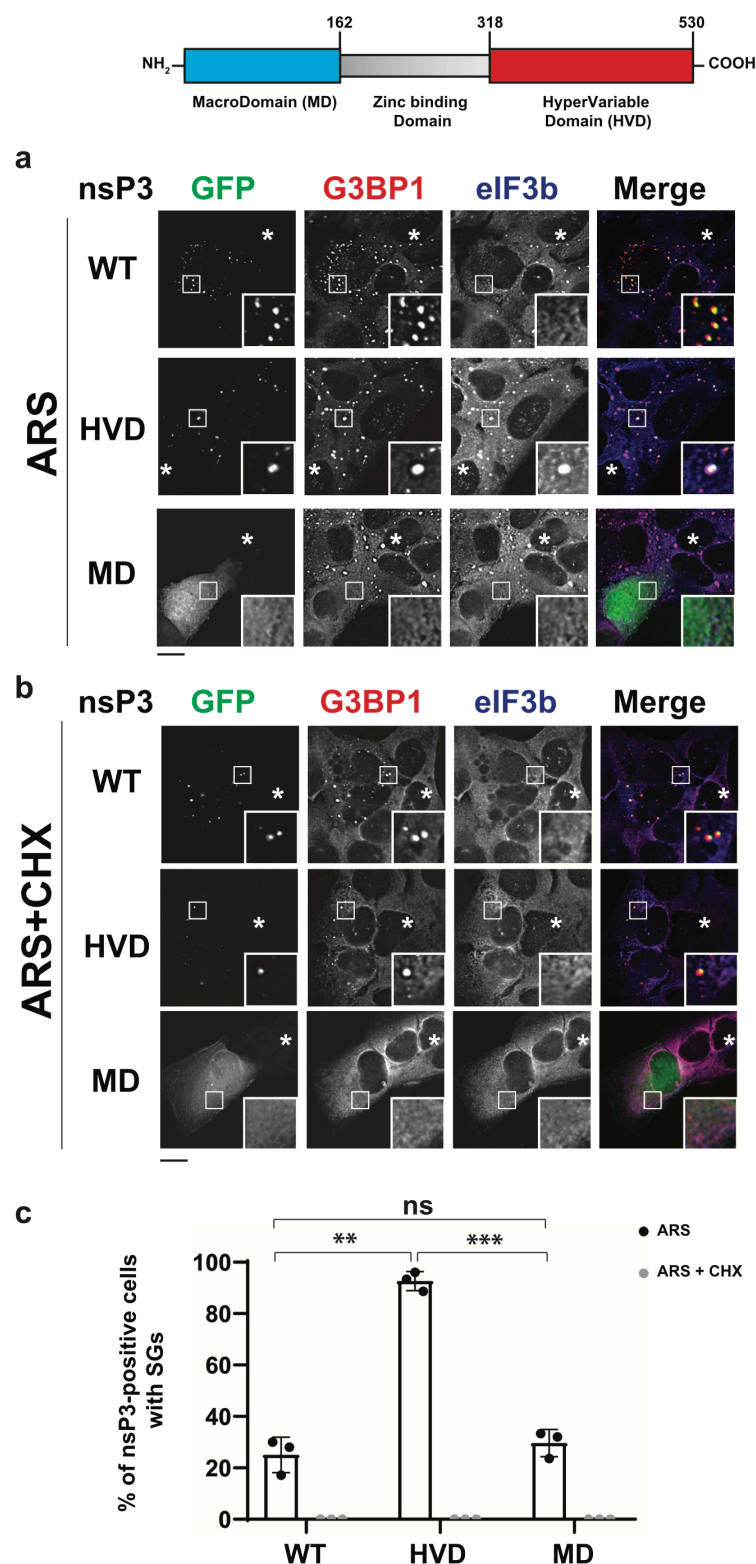 162 318 530
NH2 COOH
MacroDomain (MD) Zinc binding HyperVariable
Domain Domain (HVD)
a
nsP3 GFP G3BP1 eIF3b Merge
ARS
WT
*
*
*
*
HVD
*
*
*
*
MD
*
*
*
*
b
nsP3 GFP G3BP1 eIF3b Merge
ARS+CHX
WT
*
*
*
*
HVD
*
*
*
*
MD
*
*
*
*
c
ns
** ***
ARS
ARS + CHX
% of nsP3-positive cells
with SGs
100
80
60
40
20
0
WT HVD MD